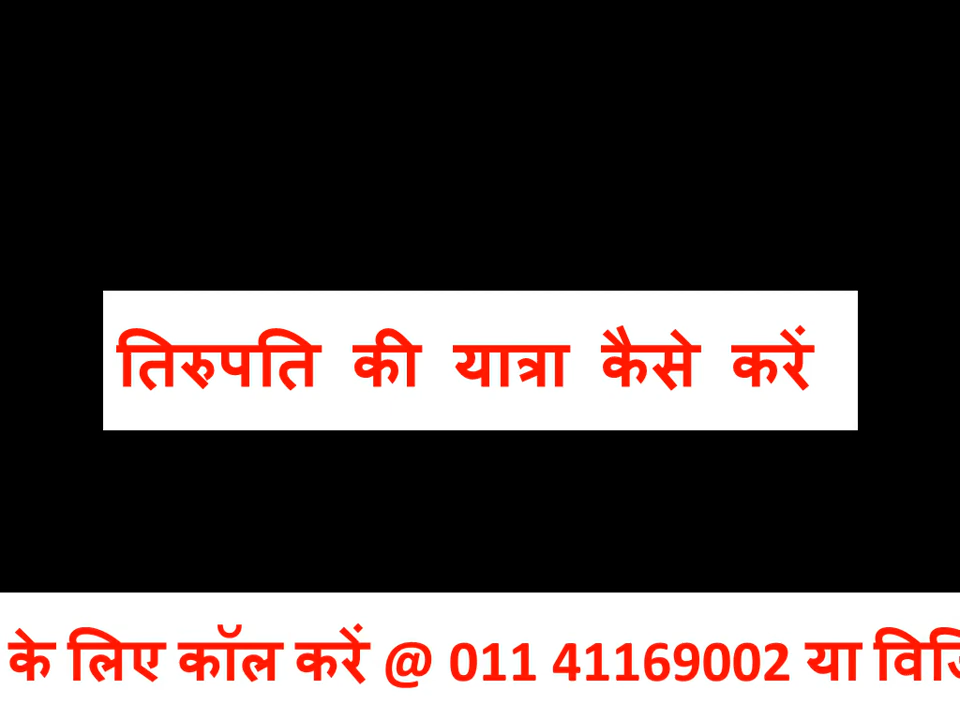 तिरुपति की यात्रा कैसे करें
के लिए कॉल करें @ 011 41169002 या